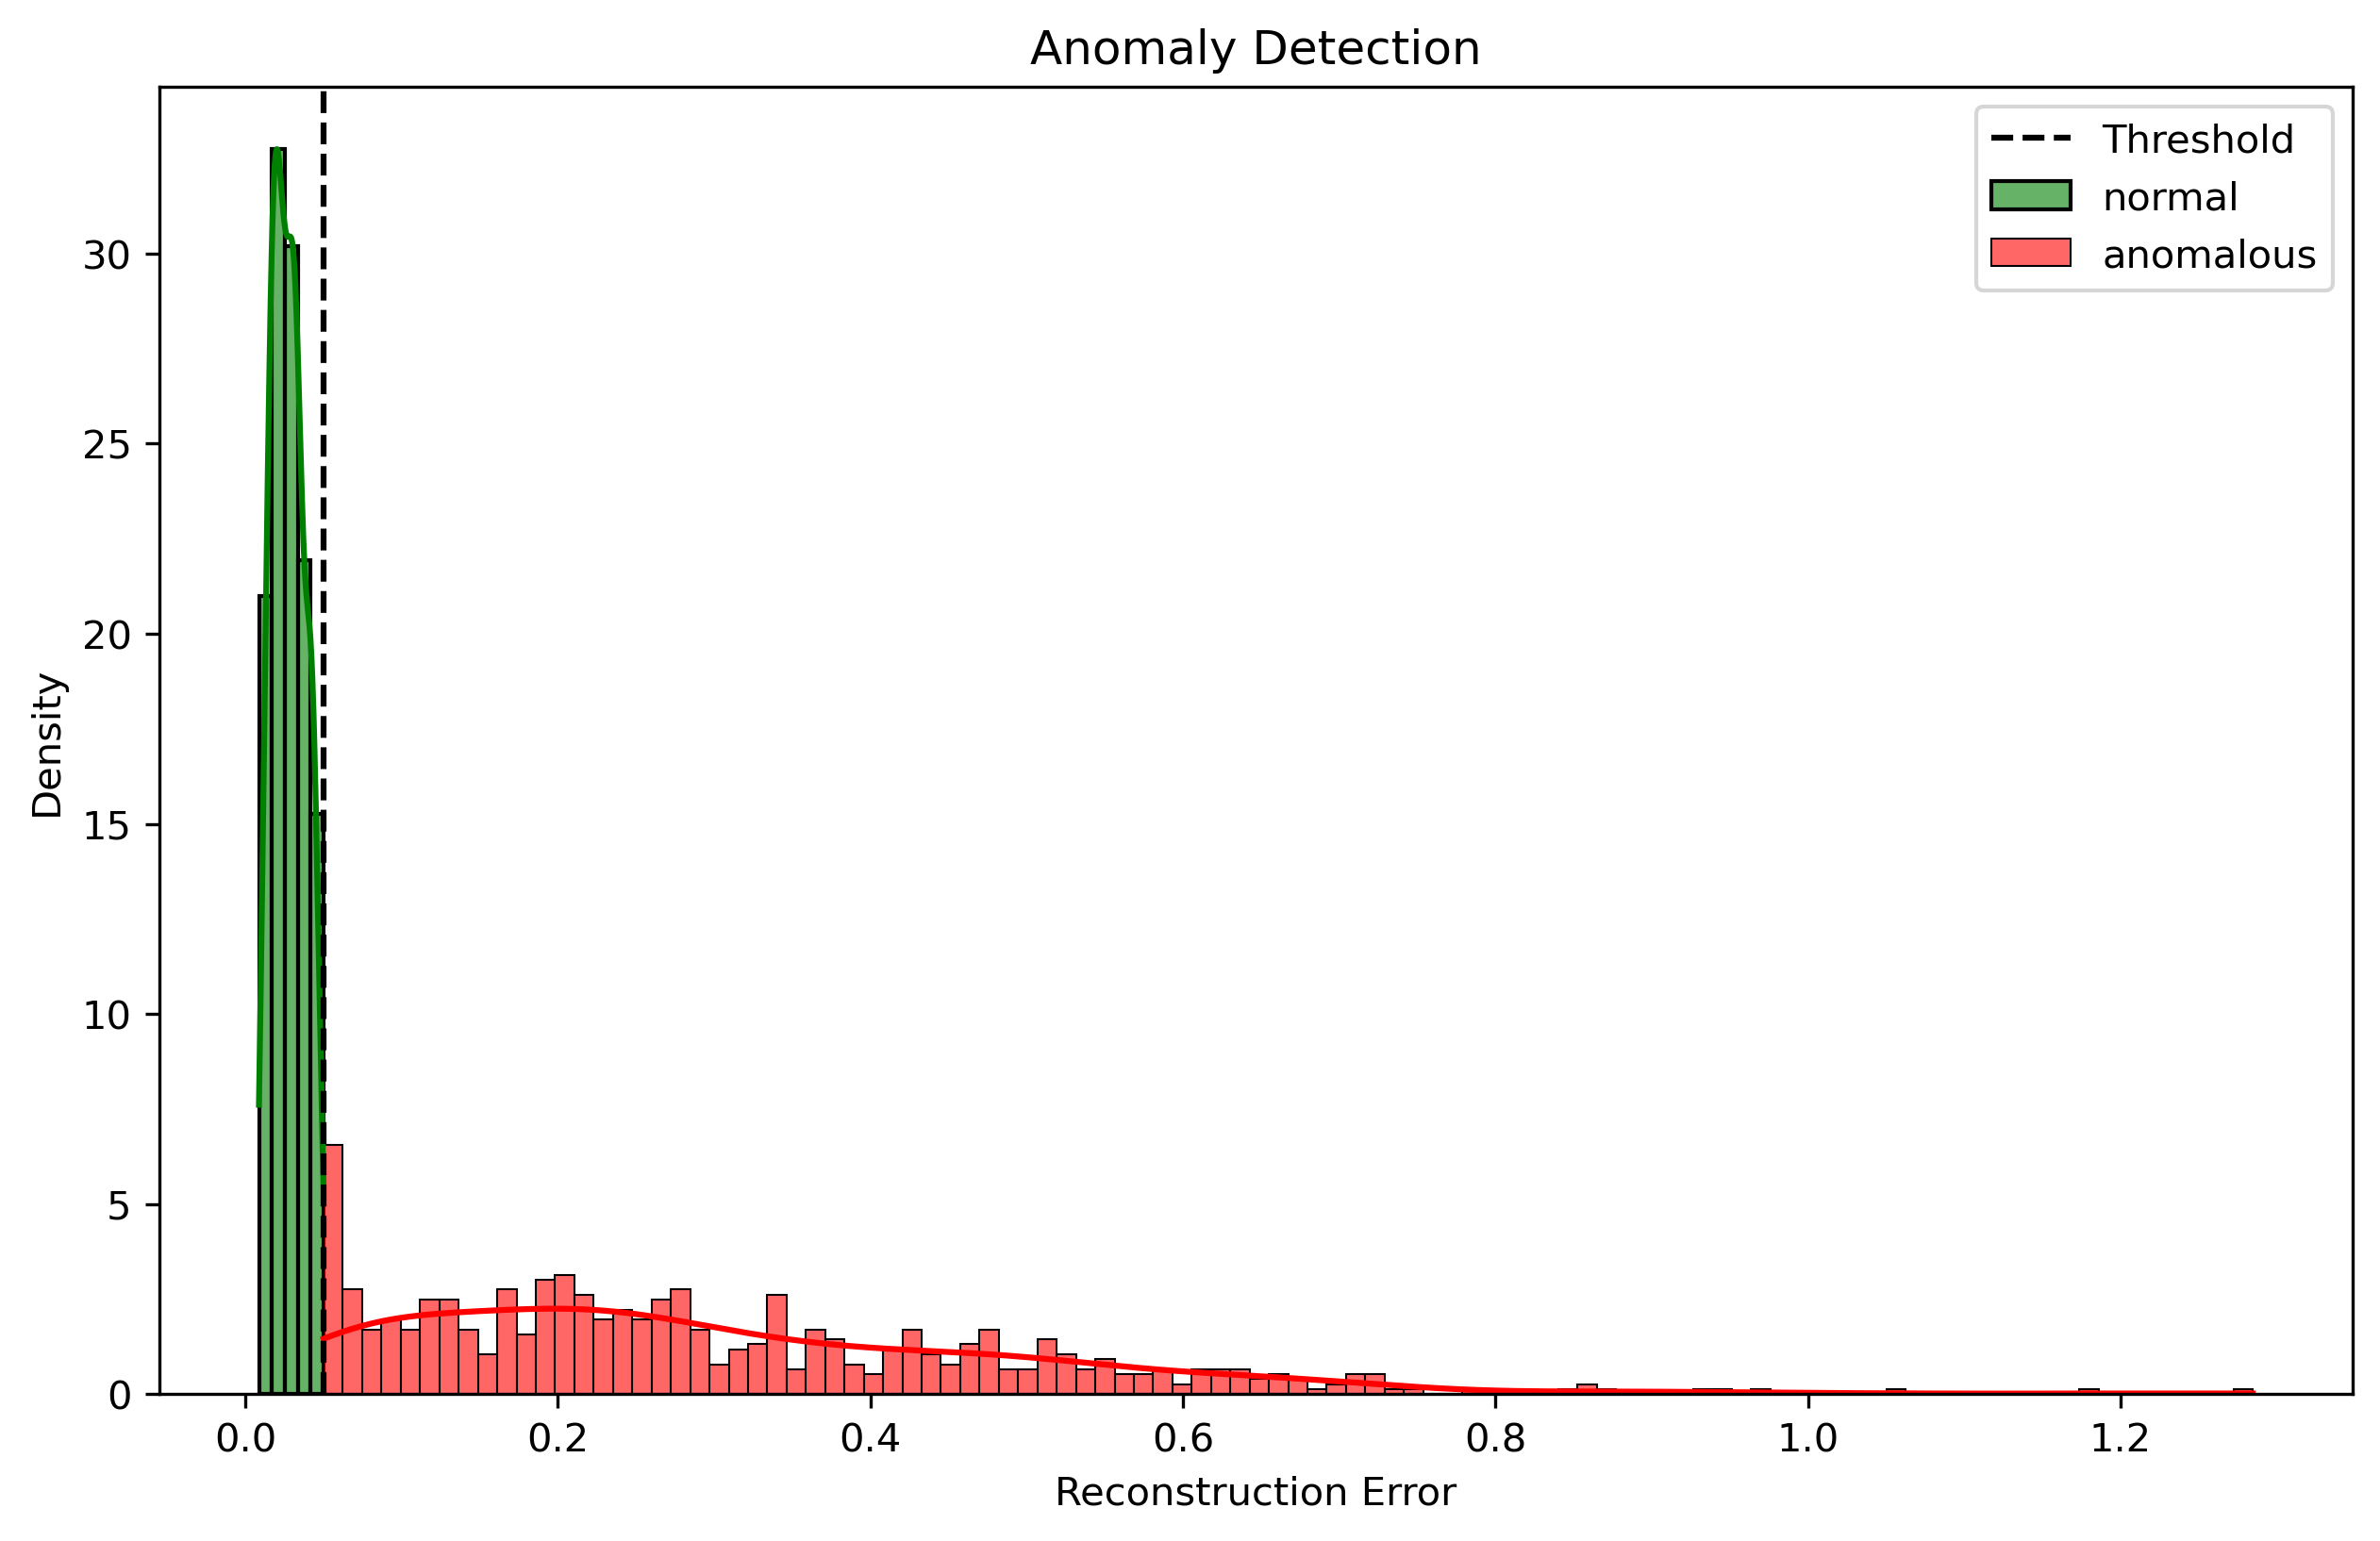 Anomaly Detection
Threshold
normal
anomalous
30
25
20
15
10
5
0
Density
0.0 0.2 0.4 0.6 0.8 1.0 1.2
Reconstruction Error